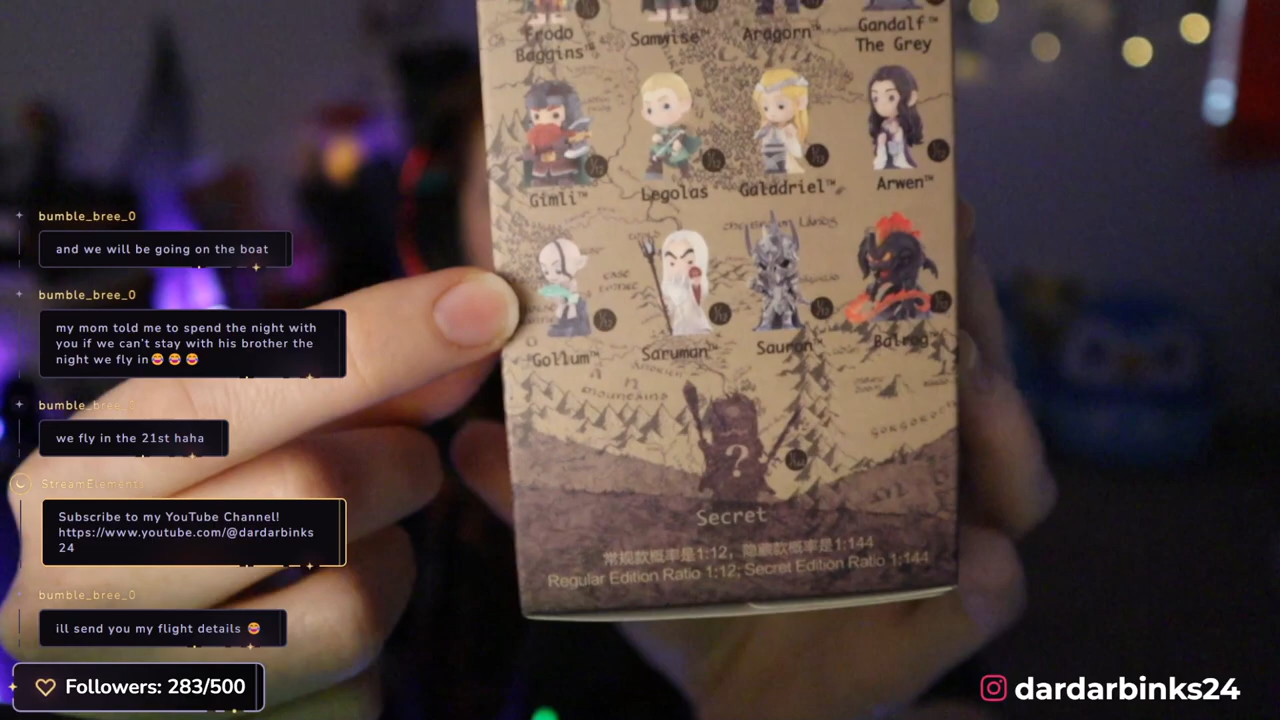 bumble_bree_0
and we will be going on the boat
bumble_bree_0
my mom told me to spend the night with
you if we can't stay with his brother the
night we fly in😂😂😂
bumble_bree_0
we fly in the 21st haha
StreamElements
Subscribe to my YouTube Channel!
https://www.youtube.com/@dardarbinks
24
bumble_bree_0
ill send you my flight details 😂
Followers: 283/500
Frodo
Baggins™
Samwise™
Aragorn™
Gandalf™
The Grey
Gimli™
Legolas
Galadriel™
Arwen™
Gollum™
Saruman™
Sauron™
Balrog™
?
Secret
常规款概率是1:12，隐藏款概率是1:144
Regular Edition Ratio 1:12; Secret Edition Ratio 1:144
dardarbinks24